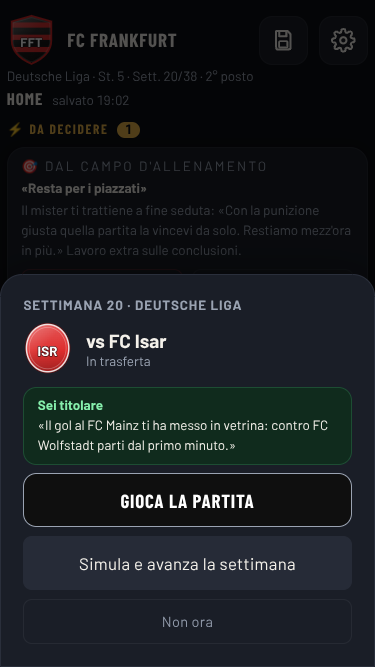 FFT
FC FRANKFURT
Deutsche Liga · St. 5 · Sett. 20/38 · 2° posto
HOME salvato 19:02
⚡ DA DECIDERE 1
🎯 DAL CAMPO D'ALLENAMENTO
«Resta per i piazzati»
Il mister ti trattiene a fine seduta: «Con la punizione
giusta quella partita la vincevi da solo. Restiamo mezz'ora
in più.» Lavoro extra sulle conclusioni.
SETTIMANA 20 · DEUTSCHE LIGA
ISR
vs FC Isar
In trasferta
Sei titolare
«Il gol al FC Mainz ti ha messo in vetrina: contro FC
Wolfstadt parti dal primo minuto.»
GIOCA LA PARTITA
Simula e avanza la settimana
Non ora